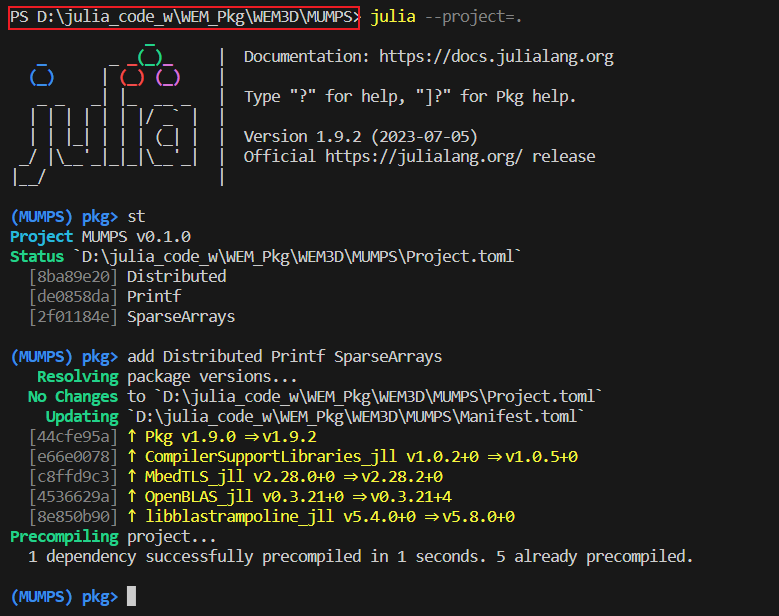 PS D:\julia_code_w\WEM_Pkg\WEM3D\MUMPS> julia --project=.
               _
   _       _ _(_)_     |  Documentation: https://docs.julialang.org
  (_)     | (_) (_)    |
   _ _   _| |_  __ _   |  Type "?" for help, "]?" for Pkg help.
  | | | | | | |/ _` |  |
  | | |_| | | | (_| |  |  Version 1.9.2 (2023-07-05)
 _/ |\__'_|_|_|\__'_|  |  Official https://julialang.org/ release
|__/                   |
(MUMPS) pkg> st
Project MUMPS v0.1.0
Status `D:\julia_code_w\WEM_Pkg\WEM3D\MUMPS\Project.toml`
  [8ba89e20] Distributed
  [de0858da] Printf
  [2f01184e] SparseArrays
(MUMPS) pkg> add Distributed Printf SparseArrays
   Resolving package versions...
  No Changes to `D:\julia_code_w\WEM_Pkg\WEM3D\MUMPS\Project.toml`
    Updating `D:\julia_code_w\WEM_Pkg\WEM3D\MUMPS\Manifest.toml`
  [44cfe95a] ↑ Pkg v1.9.0 ⇒ v1.9.2
  [e66e0078] ↑ CompilerSupportLibraries_jll v1.0.2+0 ⇒ v1.0.5+0
  [c8ffd9c3] ↑ MbedTLS_jll v2.28.0+0 ⇒ v2.28.2+0
  [4536629a] ↑ OpenBLAS_jll v0.3.21+0 ⇒ v0.3.21+4
  [8e850b90] ↑ libblastrampoline_jll v5.4.0+0 ⇒ v5.8.0+0
Precompiling project...
  1 dependency successfully precompiled in 1 seconds. 5 already precompiled.
(MUMPS) pkg>